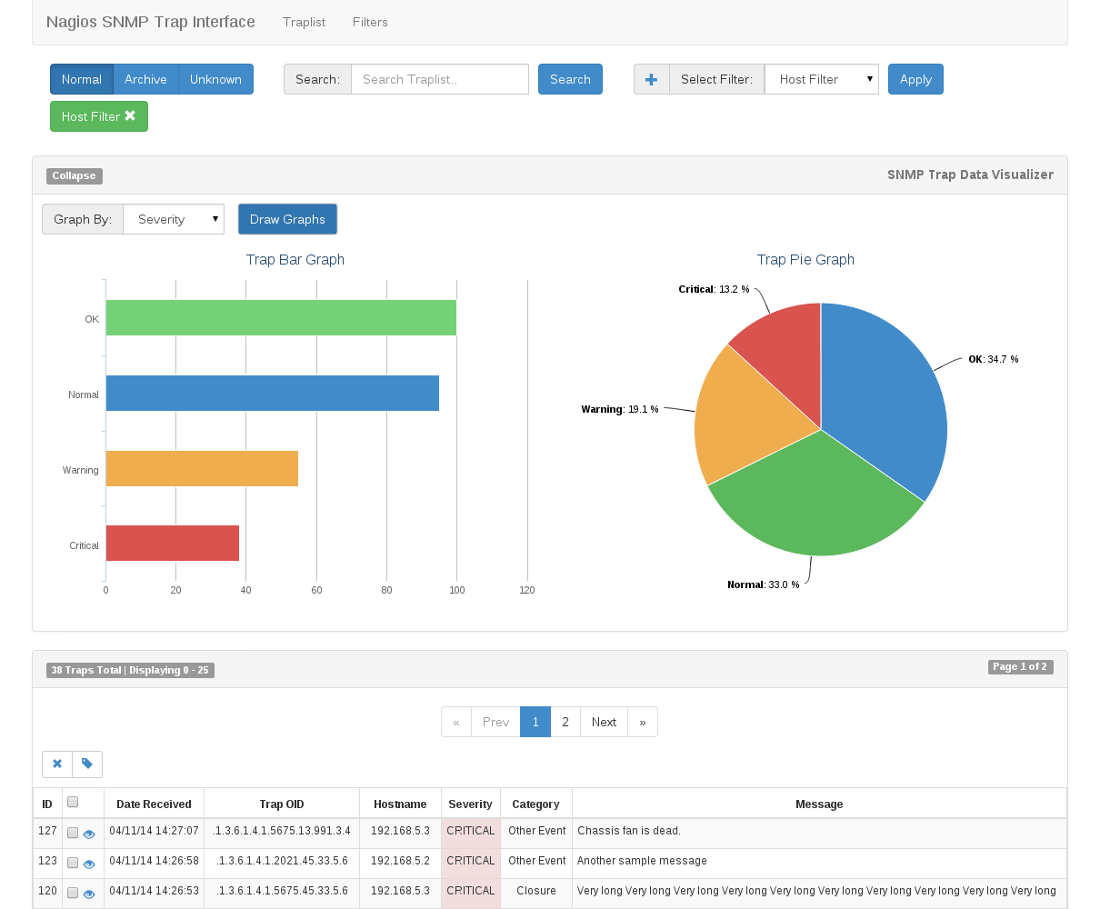 Nagios SNMP Trap Interface Traplist Filters
Normal Archive Unknown Search: Search Traplist.. Search Select Filter: Host Filter Apply
Host Filter
Collapse SNMP Trap Data Visualizer
Graph By: Severity Draw Graphs
Trap Bar Graph
OK
Normal
Warning
Critical
0 20 40 60 80 100 120
Trap Pie Graph
Critical: 13.2 %
OK: 34.7 %
Warning: 19.1 %
Normal: 33.0 %
38 Traps Total | Displaying 0 - 25 Page 1 of 2
« Prev 1 2 Next »
ID Date Received Trap OID Hostname Severity Category Message
127 04/11/14 14:27:07 .1.3.6.1.4.1.5675.13.991.3.4 192.168.5.3 CRITICAL Other Event Chassis fan is dead.
123 04/11/14 14:26:58 .1.3.6.1.4.1.2021.45.33.5.6 192.168.5.2 CRITICAL Other Event Another sample message
120 04/11/14 14:26:53 .1.3.6.1.4.1.5675.45.33.5.6 192.168.5.3 CRITICAL Closure Very long Very long Very long Very long Very long Very long Very long Very long Very long Very long